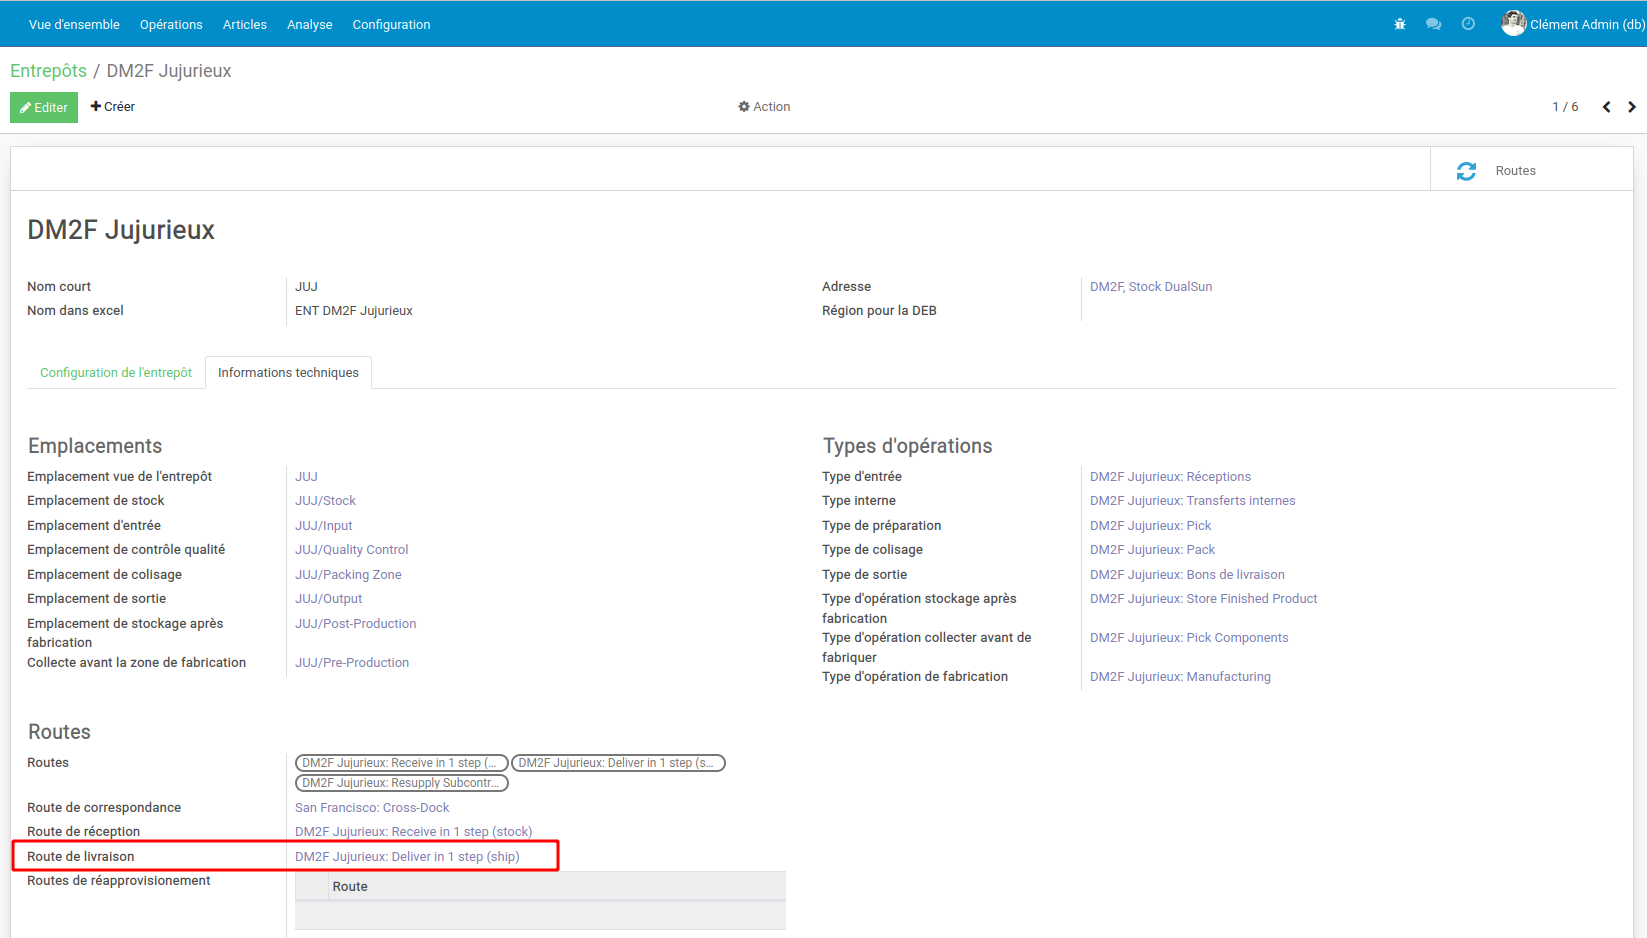 Vue d'ensemble Opérations Articles Analyse Configuration Clément Admin (db)
Entrepôts / DM2F Jujurieux
Editer Créer Action 1 / 6
Routes
DM2F Jujurieux
Nom court JUJ Adresse DM2F, Stock DualSun
Nom dans excel ENT DM2F Jujurieux Région pour la DEB
Configuration de l'entrepôt Informations techniques
Emplacements
Emplacement vue de l'entrepôt JUJ
Emplacement de stock JUJ/Stock
Emplacement d'entrée JUJ/Input
Emplacement de contrôle qualité JUJ/Quality Control
Emplacement de colisage JUJ/Packing Zone
Emplacement de sortie JUJ/Output
Emplacement de stockage après JUJ/Post-Production
fabrication
Collecte avant la zone de fabrication JUJ/Pre-Production
Types d'opérations
Type d'entrée DM2F Jujurieux: Réceptions
Type interne DM2F Jujurieux: Transferts internes
Type de préparation DM2F Jujurieux: Pick
Type de colisage DM2F Jujurieux: Pack
Type de sortie DM2F Jujurieux: Bons de livraison
Type d'opération stockage après DM2F Jujurieux: Store Finished Product
fabrication
Type d'opération collecter avant de DM2F Jujurieux: Pick Components
fabriquer
Type d'opération de fabrication DM2F Jujurieux: Manufacturing
Routes
Routes DM2F Jujurieux: Receive in 1 step (... DM2F Jujurieux: Deliver in 1 step (s...
DM2F Jujurieux: Resupply Subcontr...
Route de correspondance San Francisco: Cross-Dock
Route de réception DM2F Jujurieux: Receive in 1 step (stock)
Route de livraison DM2F Jujurieux: Deliver in 1 step (ship)
Routes de réapprovisionement Route